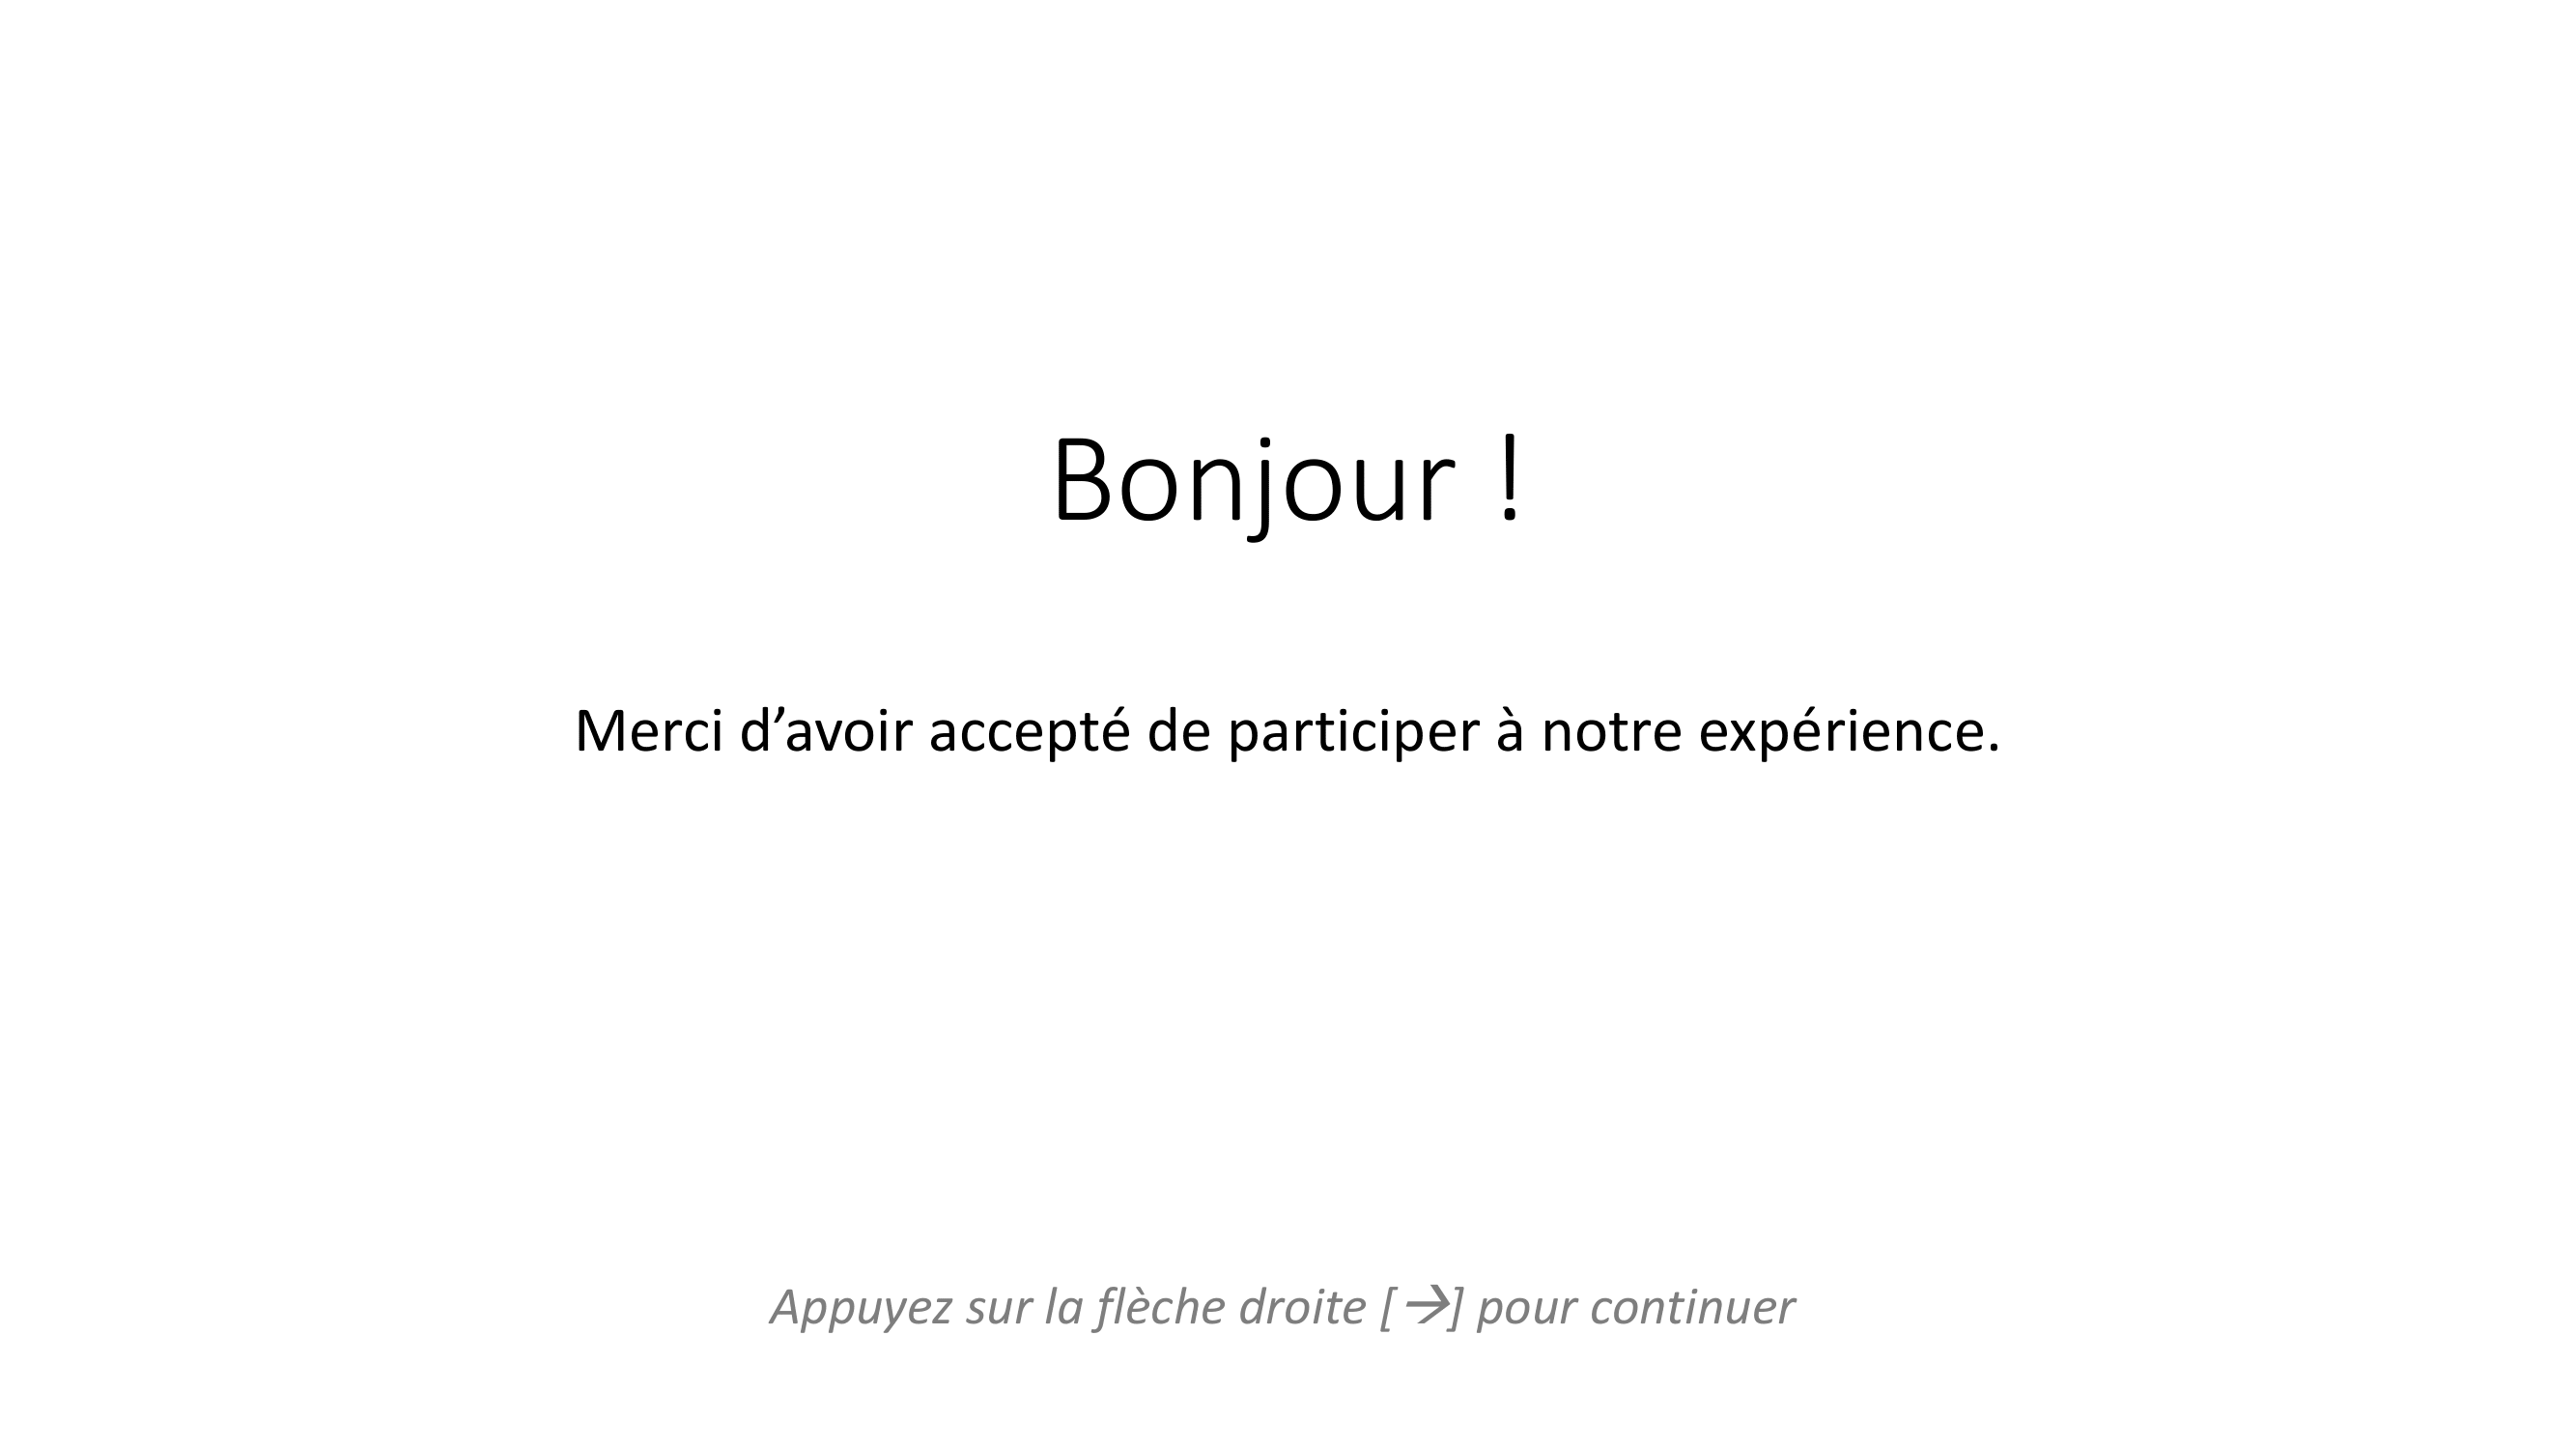 Bonjour !
Merci d’avoir accepté de participer à notre expérience.
Appuyez sur la flèche droite [→] pour continuer